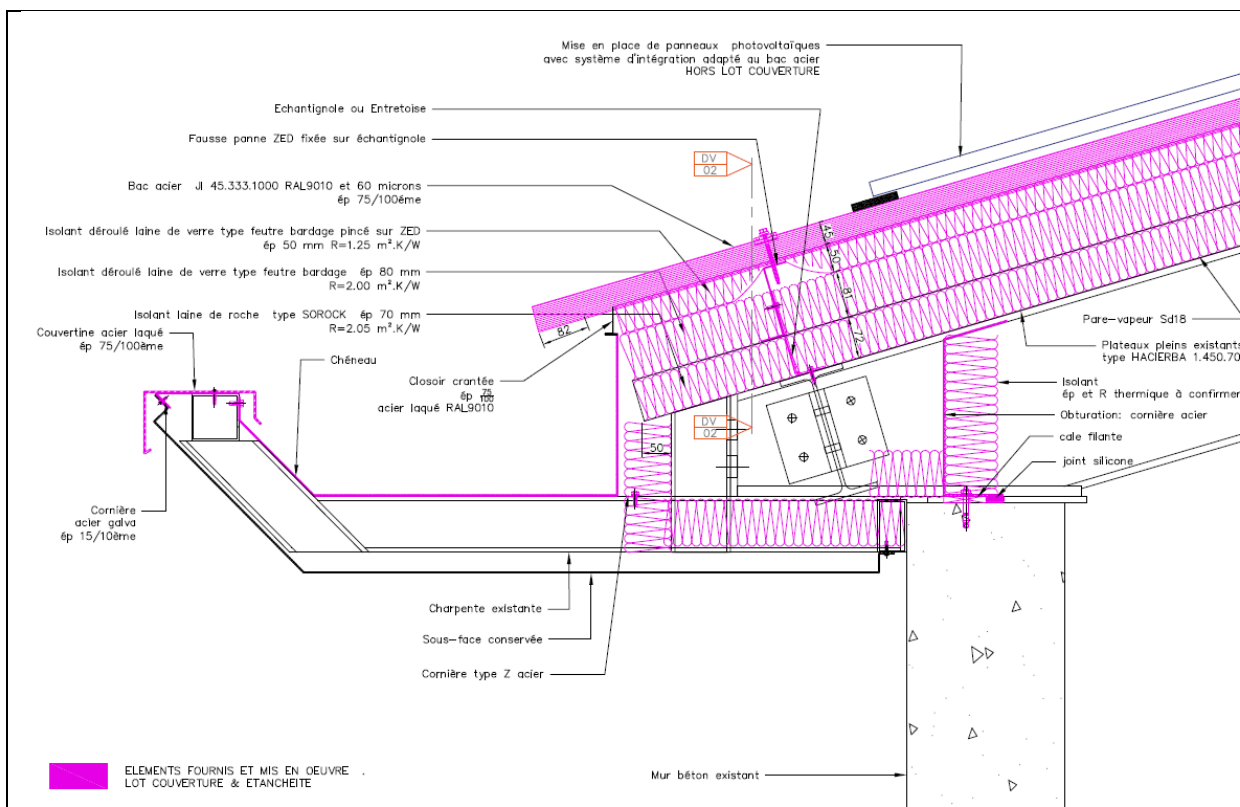 Mise en place de panneaux photovoltaïques
avec système d'intégration adapté au bac acier
HORS LOT COUVERTURE
Echantignole ou Entretoise
Fausse panne ZED fixée sur échantignole
DV
02
Bac acier JI 45.333.1000 RAL9010 et 60 microns
ép 75/100éme
Isolant déroulé laine de verre type feutre bardage pincé sur ZED
ép 50 mm R=1.25 m².K/W
Isolant déroulé laine de verre type feutre bardage ép 80 mm
R=2.00 m².K/W
Isolant laine de roche type SOROCK ép 70 mm
R=2.05 m².K/W
45
50
81
72
82
Couvertine acier laqué
ép 75/100ème
Chéneau
Closoir crantée
ép 75/100
acier laqué RAL9010
Pare-vapeur Sd18
Plateaux pleins existants
type HACIERBA 1.450.70
Isolant
ép et R thermique à confirmer
Obturation: cornière acier
cale filante
joint silicone
DV
02
50
Cornière
acier galva
ép 15/10ème
Charpente existante
Sous-face conservée
Cornière type Z acier
Mur béton existant
ELEMENTS FOURNIS ET MIS EN OEUVRE .
LOT COUVERTURE & ETANCHEITE